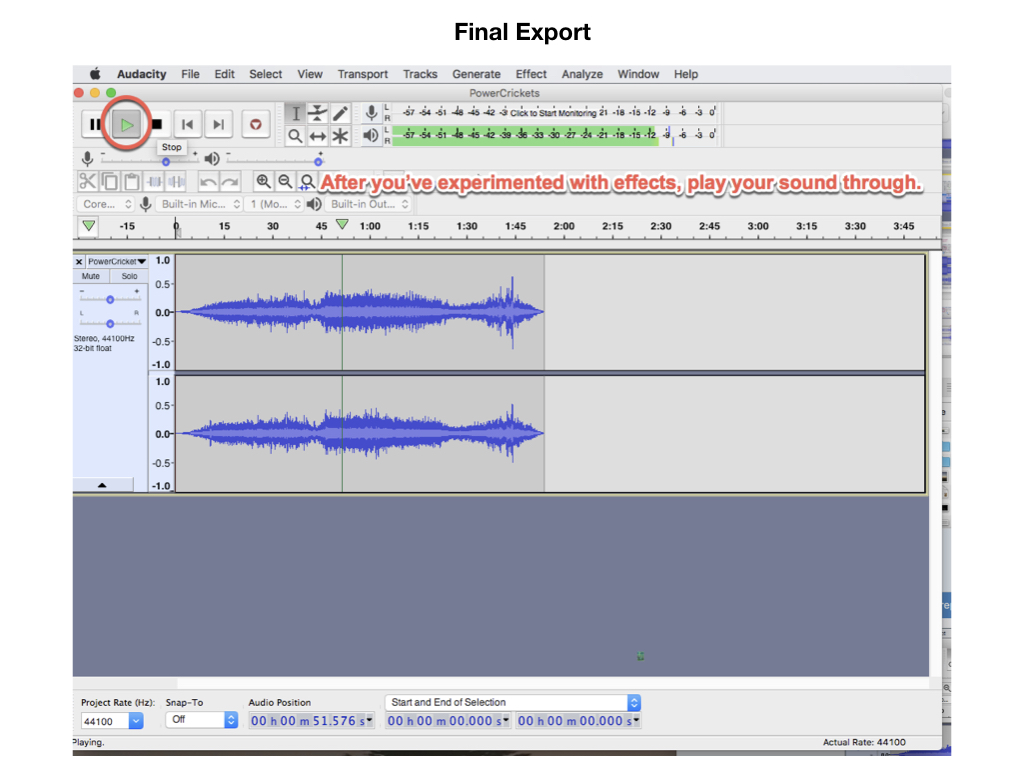 Final Export
Audacity File Edit Select View Transport Tracks Generate Effect Analyze Window Help
PowerCrickets
L
R
-57 -54 -51 -48 -45 -42 -3 Click to Start Monitoring 21 -18 -15 -12 -9 -6 -3 0
L
R
-57 -54 -51 -48 -45 -42 -39 -36 -33 -30 -27 -24 -21 -18 -15 -12 -9 -6 -3 0
Stop
- +
- +
After you've experimented with effects, play your sound through.
Core... Built-in Mic... 1 (Mo... Built-in Out...
-15 0 15 30 45 1:00 1:15 1:30 1:45 2:00 2:15 2:30 2:45 3:00 3:15 3:30 3:45
x PowerCricket
Mute Solo
- +
L R
Stereo, 44100Hz
32-bit float
1.0
0.5
0.0
-0.5
-1.0
1.0
0.5
0.0
-0.5
-1.0
Project Rate (Hz): Snap-To Audio Position Start and End of Selection
44100 Off 00 h 00 m 51.576 s 00 h 00 m 00.000 s 00 h 00 m 00.000 s
Playing. Actual Rate: 44100